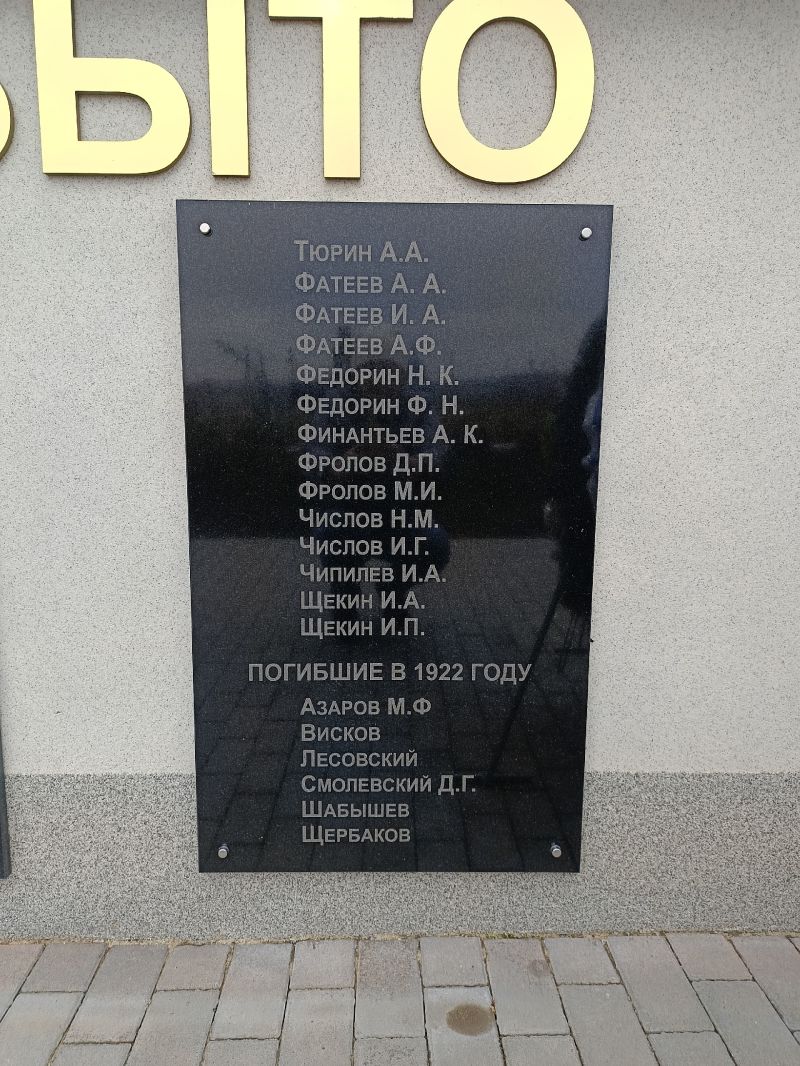 ЫТО
Тюрин А.А.
Фатеев А. А.
Фатеев И. А.
Фатеев А.Ф.
Федорин Н. К.
Федорин Ф. Н.
Финантьев А. К.
Фролов Д.П.
Фролов М.И.
Числов Н.М.
Числов И.Г.
Чипилев И.А.
Щекин И.А.
Щекин И.П.
ПОГИБШИЕ В 1922 ГОДУ
Азаров М.Ф
Висков
Лесовский
Смолевский Д.Г.
Шабышев
Щербаков